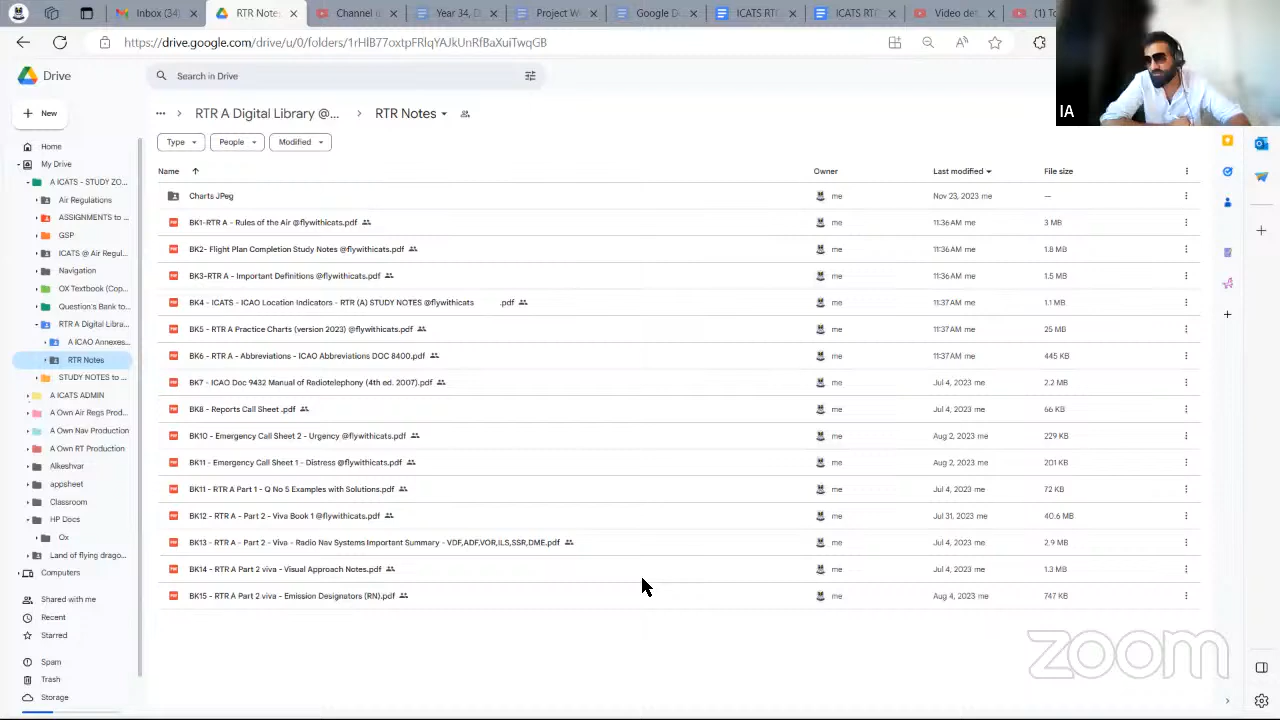 Inbox (34)
RTR Note
Channel
Year 34, D
Project W
Google D
ICATS RTC
ICATS RT
Video det
(1) To
https://drive.google.com/drive/u/0/folders/1rHlB77oxtpFRlqYAJkUnRfBaXuiTwqGB
IA
Drive
Search in Drive
New
RTR A Digital Library @...
RTR Notes
Type
People
Modified
Name
Owner
Last modified
File size
Home
My Drive
A ICATS - STUDY ZO...
Air Regulations
ASSIGNMENTS to ...
GSP
ICATS @ Air Regul...
Navigation
OX Textbook (Cop...
Question's Bank to...
RTR A Digital Libra...
A ICAO Annexes...
RTR Notes
STUDY NOTES to ...
A ICATS ADMIN
A Own Air Regs Prod...
A Own Nav Production
A Own RT Production
Alkeshvar
appsheet
Classroom
HP Docs
Ox
Land of flying drago...
Computers
Shared with me
Recent
Starred
Spam
Trash
Storage
Charts JPeg me Nov 23, 2023 me —
BK1-RTR A - Rules of the Air @flywithicats.pdf me 11:36 AM me 3 MB
BK2- Flight Plan Completion Study Notes @flywithicats.pdf me 11:36 AM me 1.8 MB
BK3-RTR A - Important Definitions @flywithicats.pdf me 11:36 AM me 1.5 MB
BK4 - ICATS - ICAO Location Indicators - RTR (A) STUDY NOTES @flywithicats .pdf me 11:37 AM me 1.1 MB
BK5 - RTR A Practice Charts (version 2023) @flywithicats.pdf me 11:37 AM me 25 MB
BK6 - RTR A - Abbreviations - ICAO Abbreviations DOC 8400.pdf me 11:37 AM me 445 KB
BK7 - ICAO Doc 9432 Manual of Radiotelephony (4th ed. 2007).pdf me Jul 4, 2023 me 2.2 MB
BK8 - Reports Call Sheet .pdf me Jul 4, 2023 me 66 KB
BK10 - Emergency Call Sheet 2 - Urgency @flywithicats.pdf me Aug 2, 2023 me 229 KB
BK11 - Emergency Call Sheet 1 - Distress @flywithicats.pdf me Aug 2, 2023 me 201 KB
BK11 - RTR A Part 1 - Q No 5 Examples with Solutions.pdf me Jul 4, 2023 me 72 KB
BK12 - RTR A - Part 2 - Viva Book 1 @flywithicats.pdf me Jul 31, 2023 me 40.6 MB
BK13 - RTR A - Part 2 - Viva - Radio Nav Systems Important Summary - VDF,ADF,VOR,ILS,SSR,DME.pdf me Jul 4, 2023 me 2.9 MB
BK14 - RTR A Part 2 viva - Visual Approach Notes.pdf me Jul 4, 2023 me 1.3 MB
BK15 - RTR A Part 2 viva - Emission Designators (RN).pdf me Aug 4, 2023 me 747 KB
zoom